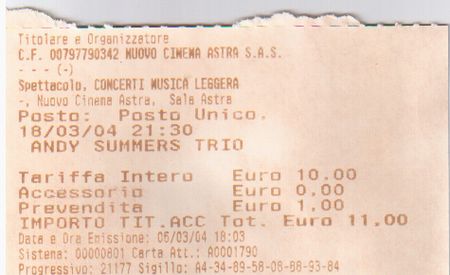 Titolare e Organizzatore
C.F. 00797790342 NUOVO CINEMA ASTRA S.A.S.
- - - (-)
Spettacolo, CONCERTI MUSICA LEGGERA
-, Nuovo Cinema Astra, Sala Astra
Posto: Posto Unico.
18/03/04 21:30
ANDY SUMMERS TRIO
Tariffa Intero Euro 10.00
Accessorio Euro 0.00
Prevendita Euro 1.00
IMPORTO TIT.ACC Tot. Euro 11.00
Data e Ora Emissione: 06/03/04 18:03
Sistema: 00000801 Carta Att.: A0001790
Progressivo: 21177 Sigillo: A4-34-89-58-08-88-93-84